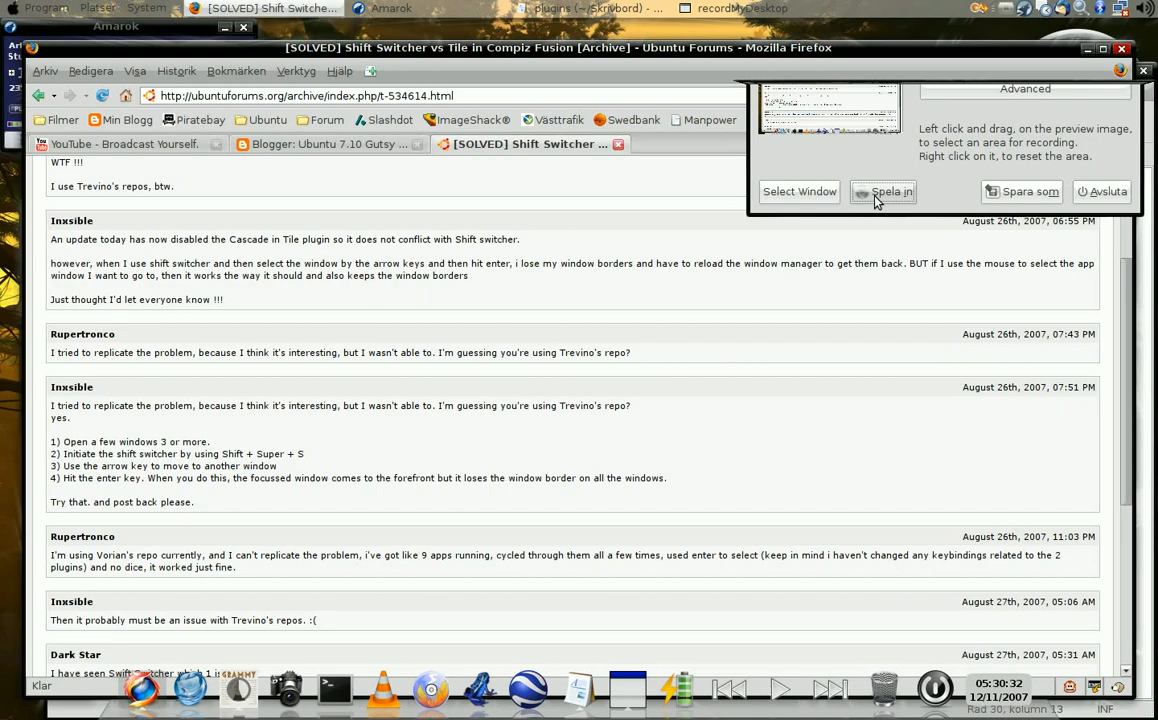 Program Platser System [SOLVED] Shift Switche... Amarok plugins (~/Skrivbord) - ... recordMyDesktop
Amarok
[SOLVED] Shift Switcher vs Tile in Compiz Fusion [Archive] - Ubuntu Forums - Mozilla Firefox
Arkiv Redigera Visa Historik Bokmärken Verktyg Hjälp
http://ubuntuforums.org/archive/index.php/t-534614.html
Advanced
Filmer Min Blogg Piratebay Ubuntu Forum Slashdot ImageShack® Västtrafik Swedbank Manpower
Left click and drag, on the preview image,
to select an area for recording.
Right click on it, to reset the area.
YouTube - Broadcast Yourself. Blogger: Ubuntu 7.10 Gutsy ... [SOLVED] Shift Switcher ...
Select Window Spela in Spara som Avsluta
WTF !!!
I use Trevino's repos, btw.
Inxsible August 26th, 2007, 06:55 PM
An update today has now disabled the Cascade in Tile plugin so it does not conflict with Shift switcher.
however, when I use shift switcher and then select the window by the arrow keys and then hit enter, i lose my window borders and have to reload the window manager to get them back. BUT if I use the mouse to select the app
window I want to go to, then it works the way it should and also keeps the window borders
Just thought I'd let everyone know !!!
Rupertronco August 26th, 2007, 07:43 PM
I tried to replicate the problem, because I think it's interesting, but I wasn't able to. I'm guessing you're using Trevino's repo?
Inxsible August 26th, 2007, 07:51 PM
I tried to replicate the problem, because I think it's interesting, but I wasn't able to. I'm guessing you're using Trevino's repo?
yes.
1) Open a few windows 3 or more.
2) Initiate the shift switcher by using Shift + Super + S
3) Use the arrow key to move to another window
4) Hit the enter key. When you do this, the focussed window comes to the forefront but it loses the window border on all the windows.
Try that. and post back please.
Rupertronco August 26th, 2007, 11:03 PM
I'm using Vorian's repo currently, and I can't replicate the problem, i've got like 9 apps running, cycled through them all a few times, used enter to select (keep in mind i haven't changed any keybindings related to the 2
plugins) and no dice, it worked just fine.
Inxsible August 27th, 2007, 05:06 AM
Then it probably must be an issue with Trevino's repos. :(
Dark Star August 27th, 2007, 05:31 AM
I have seen Swift Switcher which 1 is
GRAMMY
Klar
05:30:32
12/11/2007
Rad 30, kolumn 13 INF